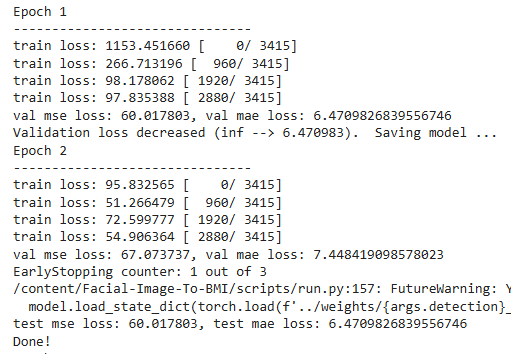 Epoch 1
------------------------------
train loss: 1153.451660 [    0/ 3415]
train loss: 266.713196 [  960/ 3415]
train loss: 98.178062 [ 1920/ 3415]
train loss: 97.835388 [ 2880/ 3415]
val mse loss: 60.017803, val mae loss: 6.4709826839556746
Validation loss decreased (inf --> 6.470983).  Saving model ...
Epoch 2
------------------------------
train loss: 95.832565 [    0/ 3415]
train loss: 51.266479 [  960/ 3415]
train loss: 72.599777 [ 1920/ 3415]
train loss: 54.906364 [ 2880/ 3415]
val mse loss: 67.073737, val mae loss: 7.448419098578023
EarlyStopping counter: 1 out of 3
/content/Facial-Image-To-BMI/scripts/run.py:157: FutureWarning: Y
  model.load_state_dict(torch.load(f'../weights/{args.detection}_
test mse loss: 60.017803, test mae loss: 6.4709826839556746
Done!